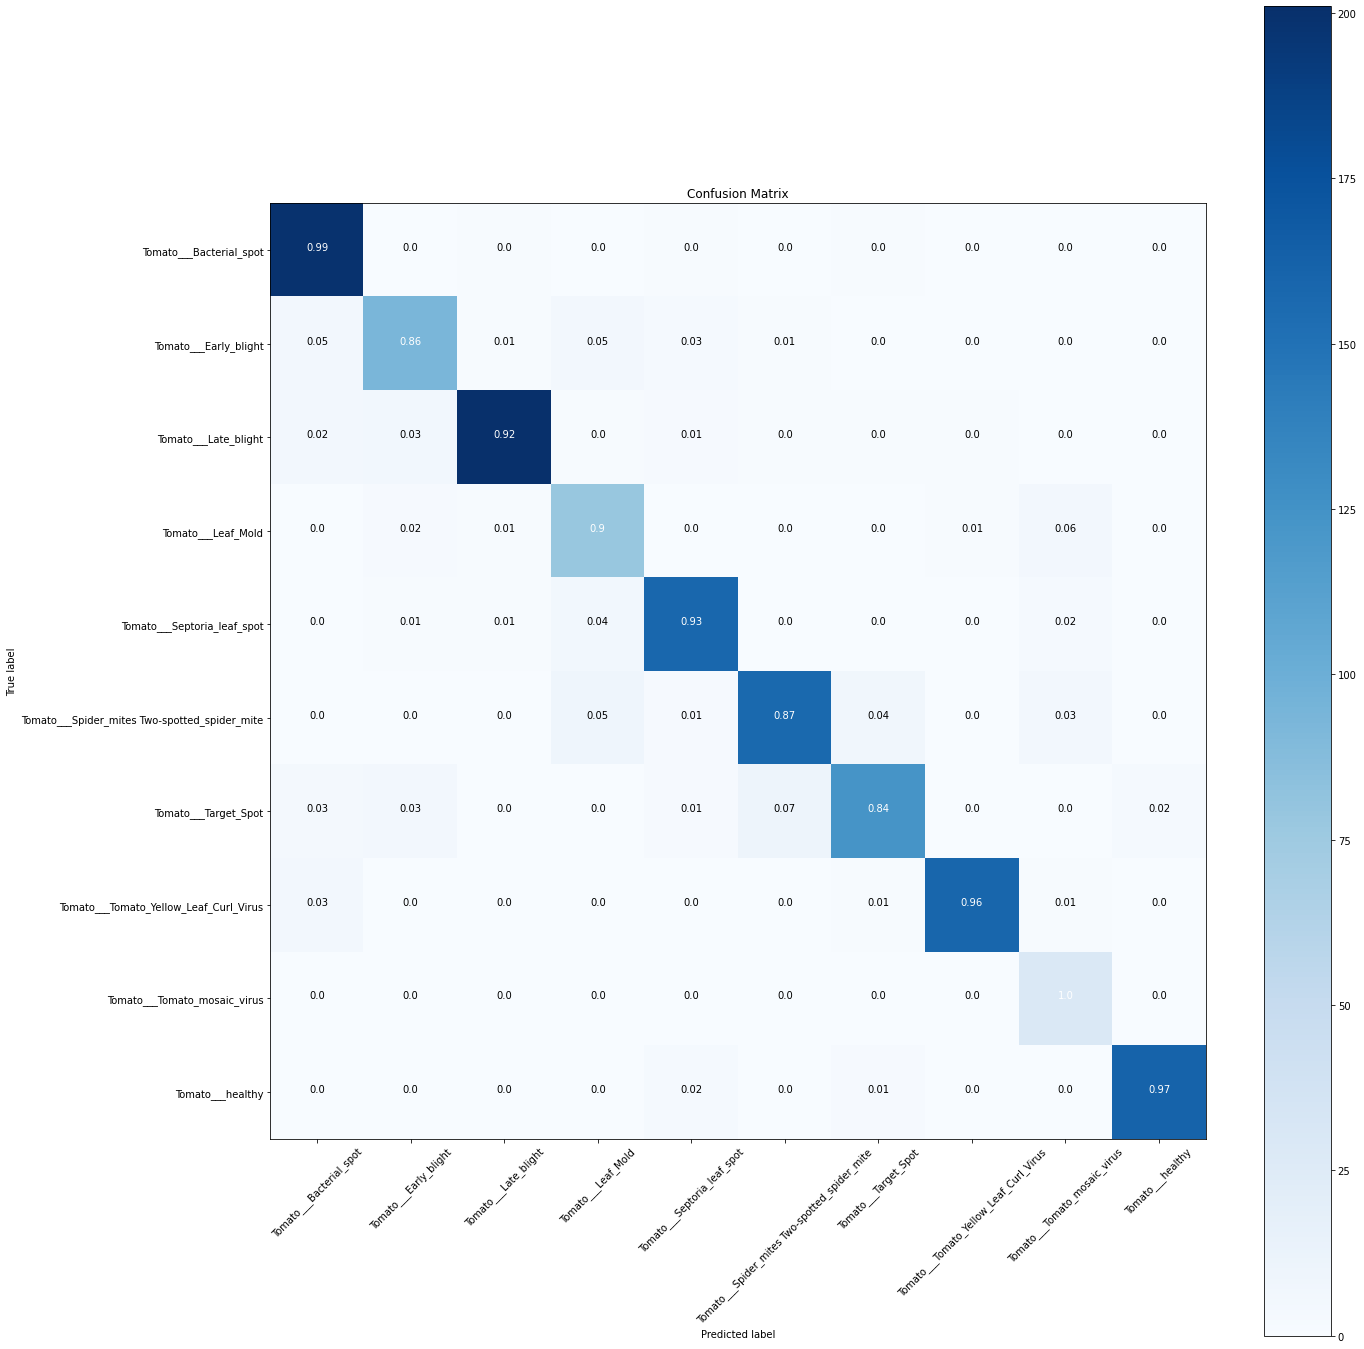 Confusion Matrix
True label
Tomato___Bacterial_spot 0.99 0.0 0.0 0.0 0.0 0.0 0.0 0.0 0.0 0.0
Tomato___Early_blight 0.05 0.86 0.01 0.05 0.03 0.01 0.0 0.0 0.0 0.0
Tomato___Late_blight 0.02 0.03 0.92 0.0 0.01 0.0 0.0 0.0 0.0 0.0
Tomato___Leaf_Mold 0.0 0.02 0.01 0.9 0.0 0.0 0.0 0.01 0.06 0.0
Tomato___Septoria_leaf_spot 0.0 0.01 0.01 0.04 0.93 0.0 0.0 0.0 0.02 0.0
Tomato___Spider_mites Two-spotted_spider_mite 0.0 0.0 0.0 0.05 0.01 0.87 0.04 0.0 0.03 0.0
Tomato___Target_Spot 0.03 0.03 0.0 0.0 0.01 0.07 0.84 0.0 0.0 0.02
Tomato___Tomato_Yellow_Leaf_Curl_Virus 0.03 0.0 0.0 0.0 0.0 0.0 0.01 0.96 0.01 0.0
Tomato___Tomato_mosaic_virus 0.0 0.0 0.0 0.0 0.0 0.0 0.0 0.0 1.0 0.0
Tomato___healthy 0.0 0.0 0.0 0.0 0.02 0.0 0.01 0.0 0.0 0.97
Tomato___Bacterial_spot
Tomato___Early_blight
Tomato___Late_blight
Tomato___Leaf_Mold
Tomato___Septoria_leaf_spot
Tomato___Spider_mites Two-spotted_spider_mite
Tomato___Target_Spot
Tomato___Tomato_Yellow_Leaf_Curl_Virus
Tomato___Tomato_mosaic_virus
Tomato___healthy
Predicted label
200
175
150
125
100
75
50
25
0